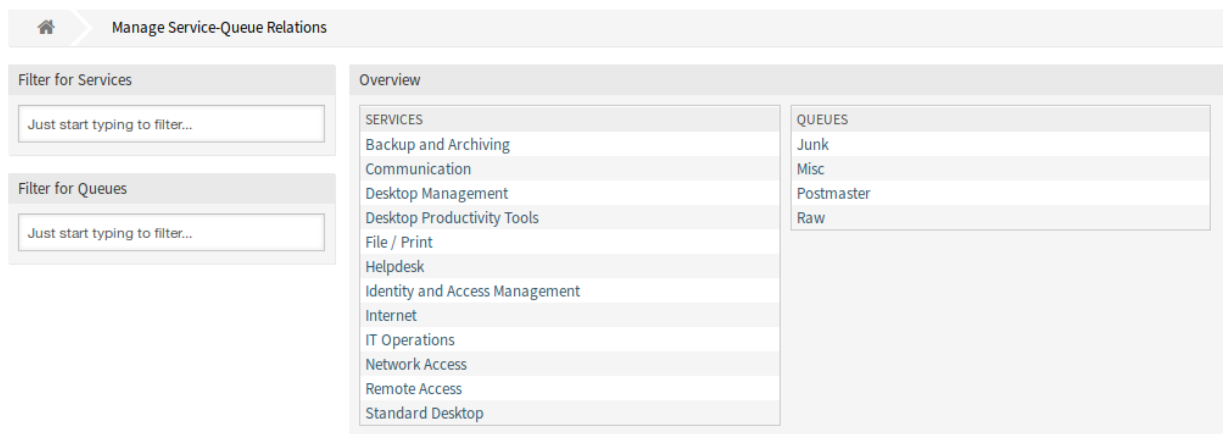 Manage Service-Queue Relations
Filter for Services
Just start typing to filter...
Filter for Queues
Just start typing to filter...
Overview
SERVICES
Backup and Archiving
Communication
Desktop Management
Desktop Productivity Tools
File / Print
Helpdesk
Identity and Access Management
Internet
IT Operations
Network Access
Remote Access
Standard Desktop
QUEUES
Junk
Misc
Postmaster
Raw